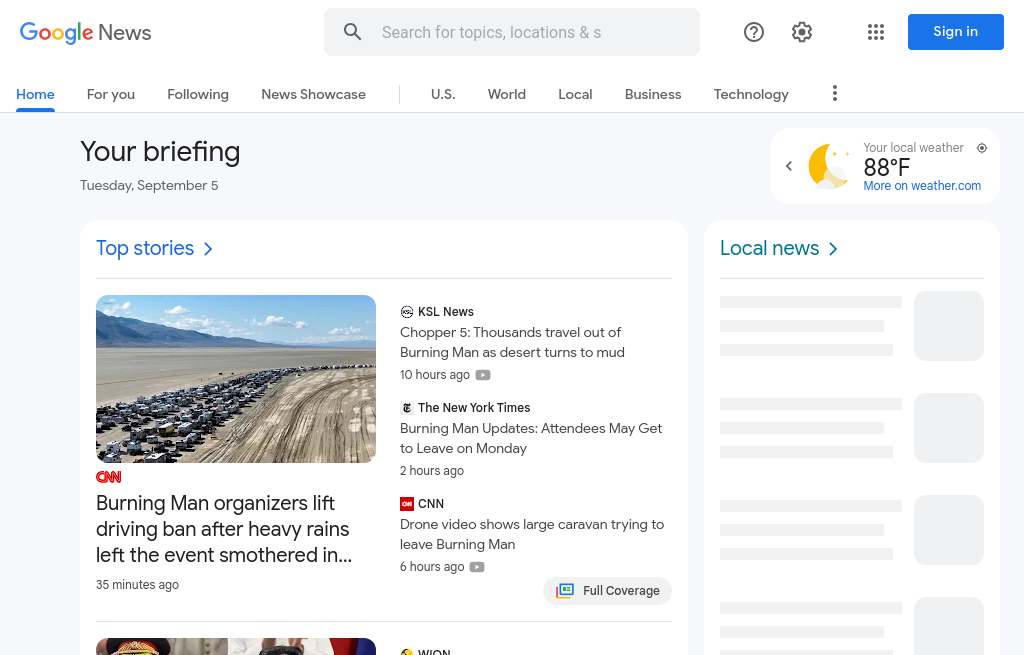 Google News
Search for topics, locations & s
Sign in
Home
For you
Following
News Showcase
U.S.
World
Local
Business
Technology
Your briefing
Tuesday, September 5
Your local weather
88°F
More on weather.com
Top stories
Local news
CNN
Burning Man organizers lift
driving ban after heavy rains
left the event smothered in...
35 minutes ago
KSL News
Chopper 5: Thousands travel out of
Burning Man as desert turns to mud
10 hours ago
The New York Times
Burning Man Updates: Attendees May Get
to Leave on Monday
2 hours ago
CNN
CNN
Drone video shows large caravan trying to
leave Burning Man
6 hours ago
Full Coverage
WION